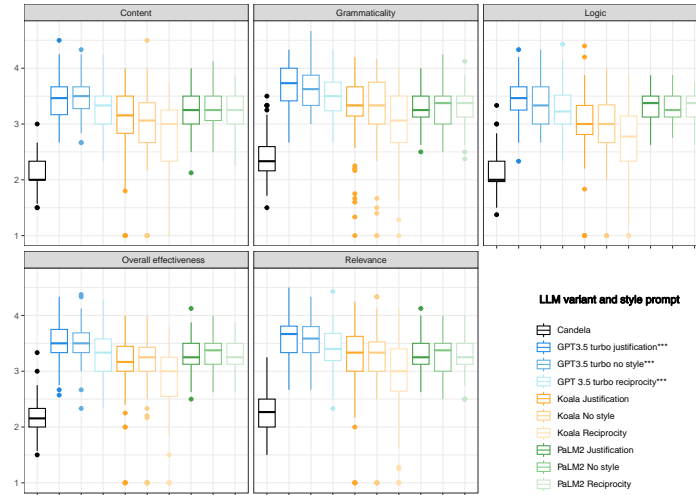 Content
Grammaticality
Logic
4
3
2
1
Overall effectiveness
Relevance
4
3
2
1
LLM variant and style prompt
Candela
GPT3.5 turbo justification***
GPT3.5 turbo no style***
GPT 3.5 turbo reciprocity***
Koala Justification
Koala No style
Koala Reciprocity
PaLM2 Justification
PaLM2 No style
PaLM2 Reciprocity